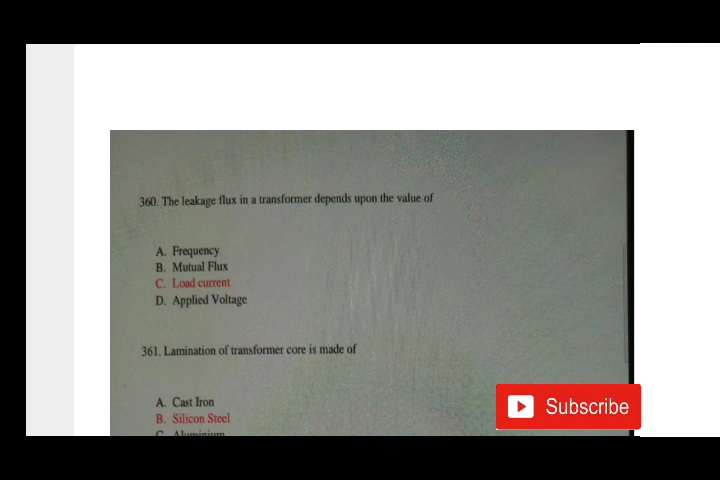 360. The leakage flux in a transformer depends upon the value of
A. Frequency
B. Mutual Flux
C. Load current
D. Applied Voltage
361. Lamination of transformer core is made of
A. Cast Iron
B. Silicon Steel
C. Aluminium
Subscribe